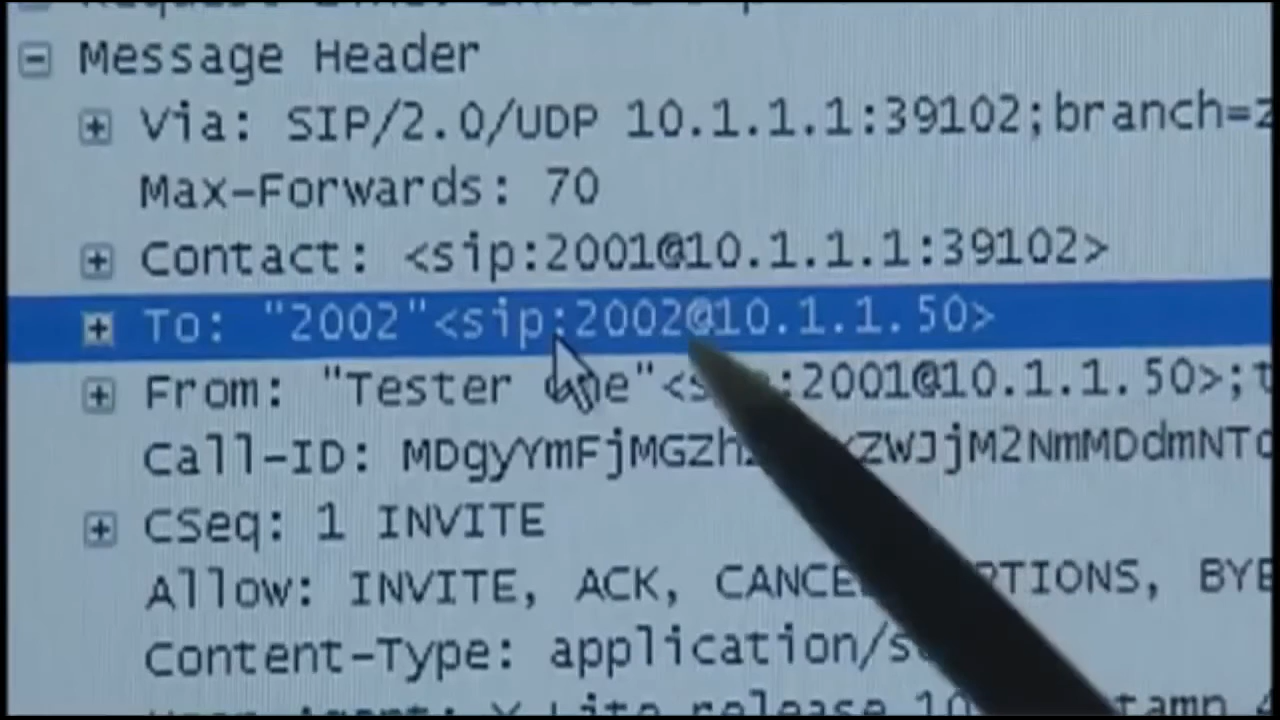 Message Header
Via: SIP/2.0/UDP 10.1.1.1:39102;branch=z
Max-Forwards: 70
Contact: <sip:2001@10.1.1.1:39102>
To: "2002"<sip:2002@10.1.1.50>
From: "Tester :2001@10.1.1.50>;t
Call-ID:
CSeq: 1 INVITE
Allow: INVITE, ACK, BYE
Content-Type:
release